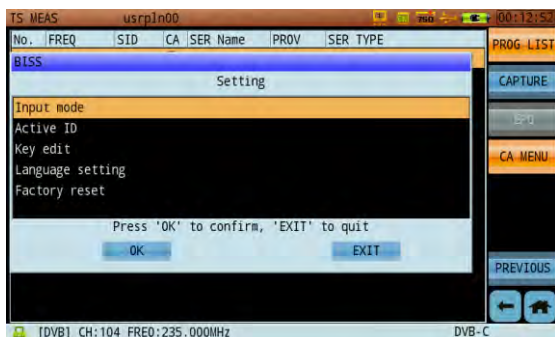 TS MEAS usrpln00 750 00:12:52
No. FREQ SID CA SER Name PROV SER TYPE
PROG LIST
BISS
Setting
CAPTURE
Input mode
EPG
Active ID
Key edit
CA MENU
Language setting
Factory reset
Press 'OK' to confirm, 'EXIT' to quit
OK EXIT
PREVIOUS
[DVB] CH:104 FREQ:235.000MHz DVB-C